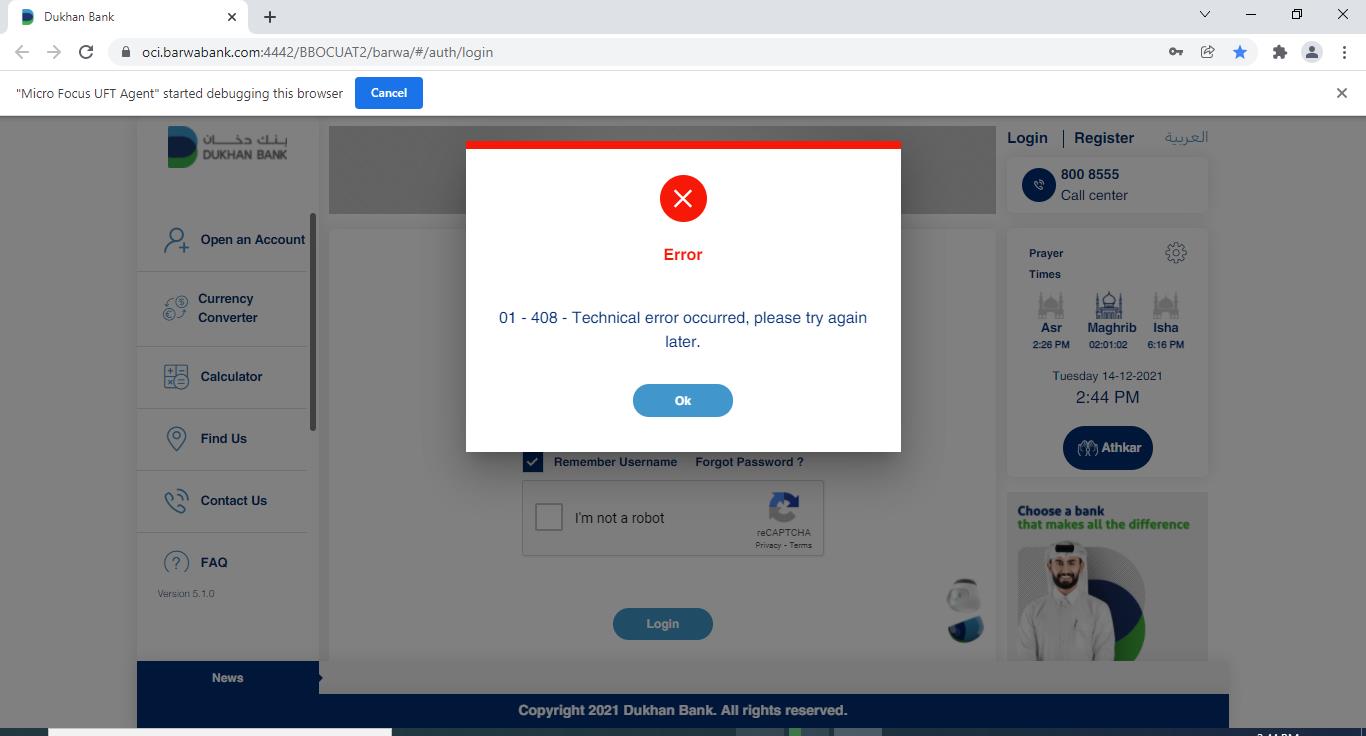 Dukhan Bank
oci.barwabank.com:4442/BBOCUAT2/barwa/#/auth/login
"Micro Focus UFT Agent" started debugging this browser
Cancel
بنك دخان
DUKHAN BANK
Open an Account
Currency
Converter
Calculator
Find Us
Contact Us
FAQ
Version 5.1.0
News
Error
01 - 408 - Technical error occurred, please try again
later.
Ok
Remember Username Forgot Password ?
I'm not a robot
reCAPTCHA
Privacy - Terms
Login
Login Register العربية
800 8555
Call center
Prayer
Times
Asr Maghrib Isha
2:26 PM 02:01:02 6:16 PM
Tuesday 14-12-2021
2:44 PM
Athkar
Choose a bank
that makes all the difference
Copyright 2021 Dukhan Bank. All rights reserved.